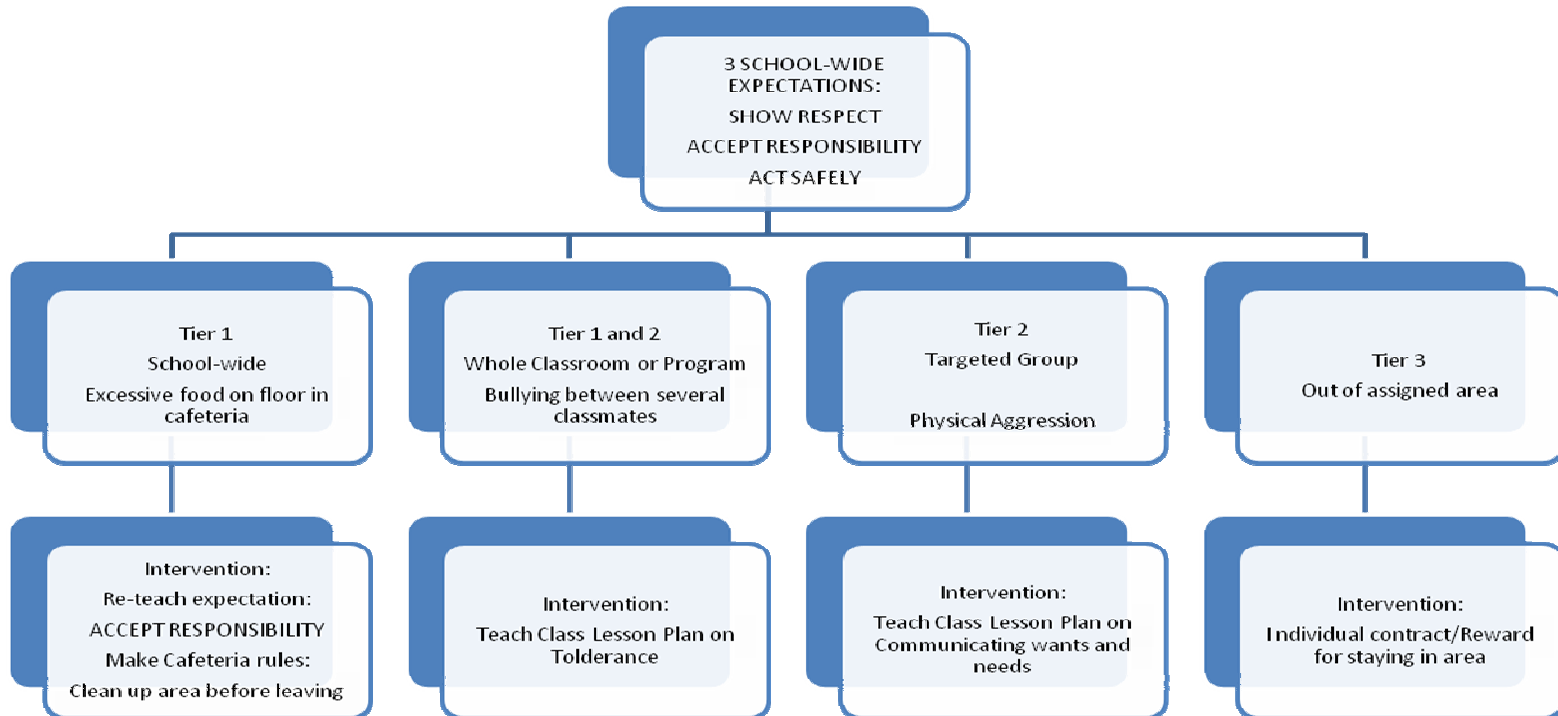 3 SCHOOL-WIDE
EXPECTATIONS:
SHOW RESPECT
ACCEPT RESPONSIBILITY
ACT SAFELY
Tier 1
School-wide
Excessive food on floor in
cafeteria
Tier 1 and 2
Whole Classroom or Program
Bullying between several
classmates
Tier 2
Targeted Group
Physical Aggression
Tier 3
Out of assigned area
Intervention:
Re-teach expectation:
ACCEPT RESPONSIBILITY
Make Cafeteria rules:
Clean up area before leaving
Intervention:
Teach Class Lesson Plan on
Tolderance
Intervention:
Teach Class Lesson Plan on
Communicating wants and
needs
Intervention:
Individual contract/Reward
for staying in area